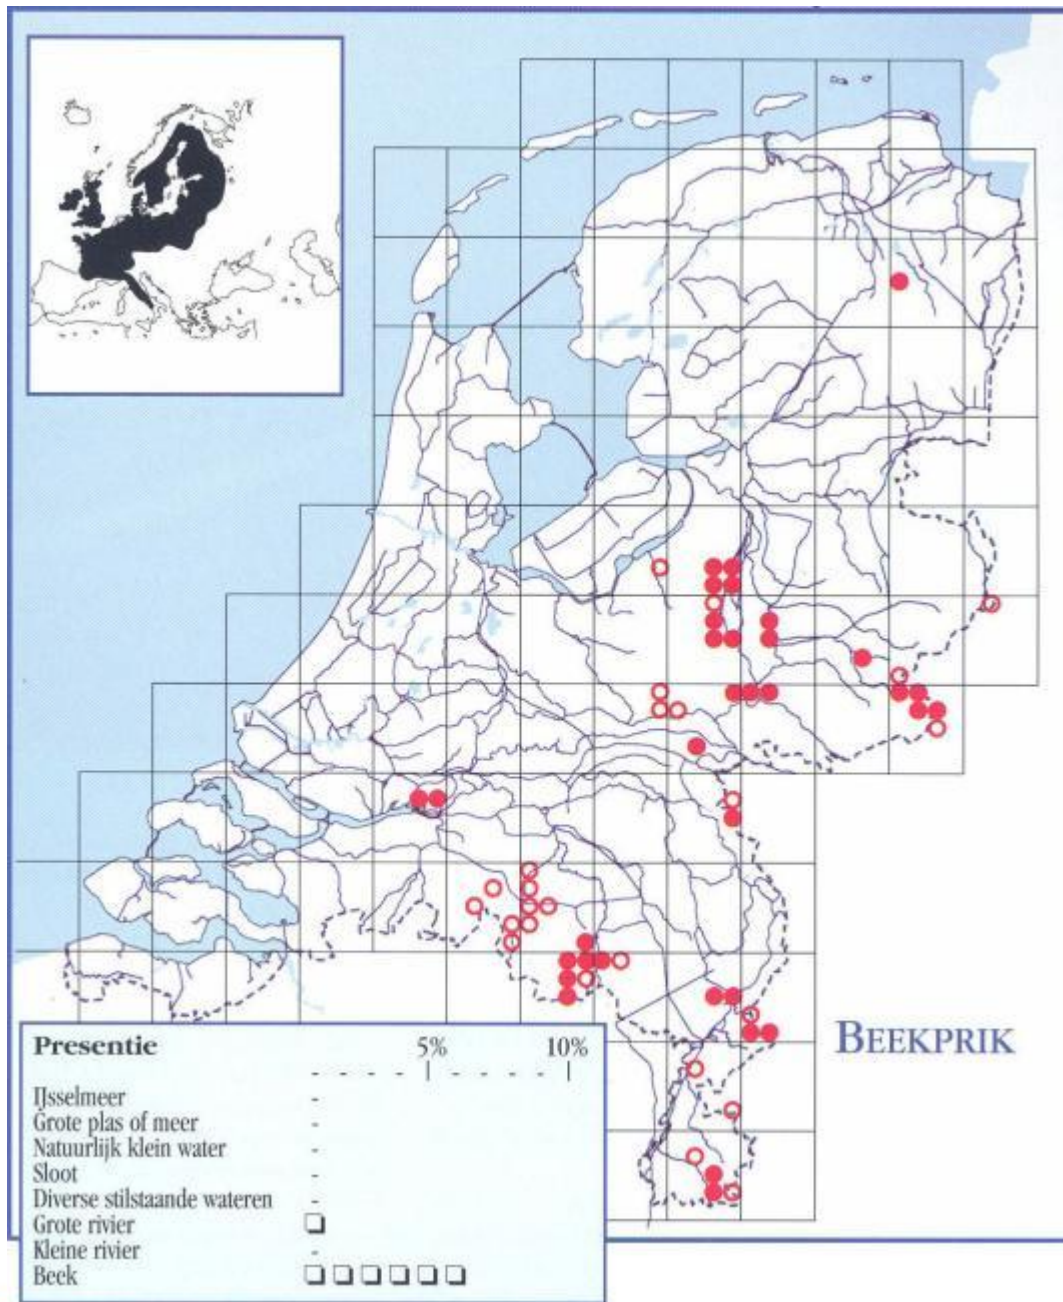 BEEKPRIK
Presentie 5% 10%
IJsselmeer -
Grote plas of meer -
Natuurlijk klein water -
Sloot -
Diverse stilstaande wateren -
Grote rivier
Kleine rivier -
Beek